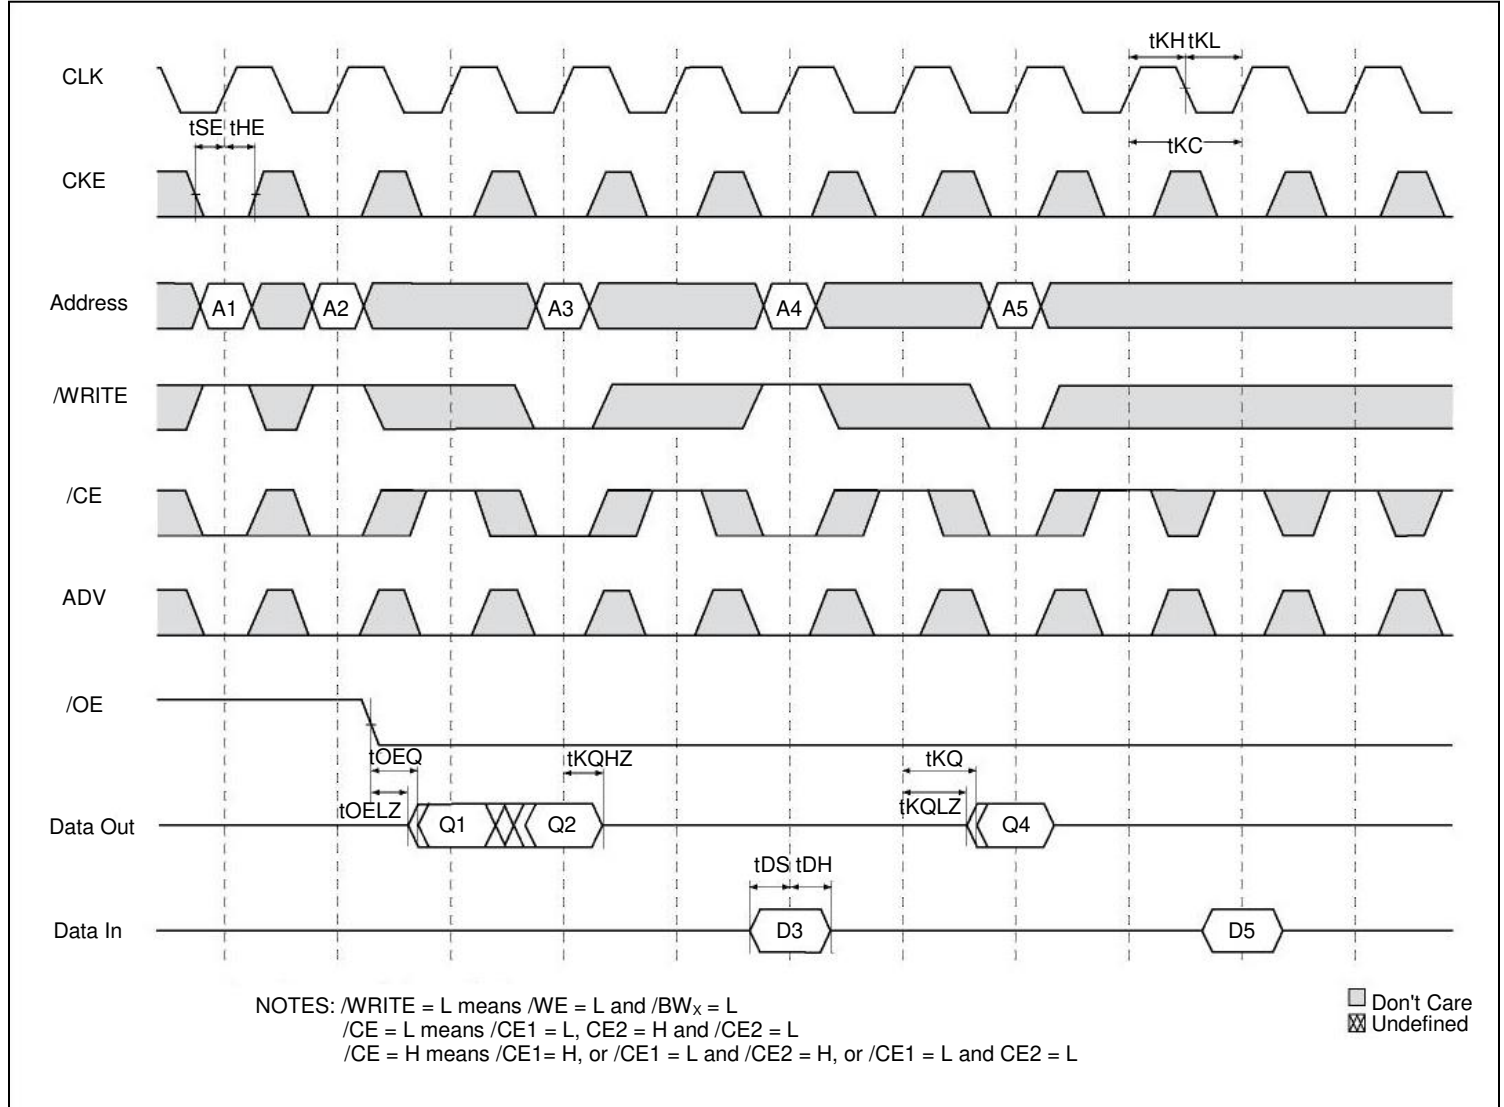 tKH tKL
CLK
tSE tHE
tKC
CKE
Address A1 A2 A3 A4 A5
/WRITE
/CE
ADV
/OE
tOEQ tKQHZ tKQ
tOELZ tKQLZ
Data Out Q1 Q2 Q4
tDS tDH
Data In D3 D5
NOTES: /WRITE = L means /WE = L and /BWX = L
/CE = L means /CE1 = L, CE2 = H and /CE2 = L
/CE = H means /CE1= H, or /CE1 = L and /CE2 = H, or /CE1 = L and CE2 = L
Don't Care
Undefined